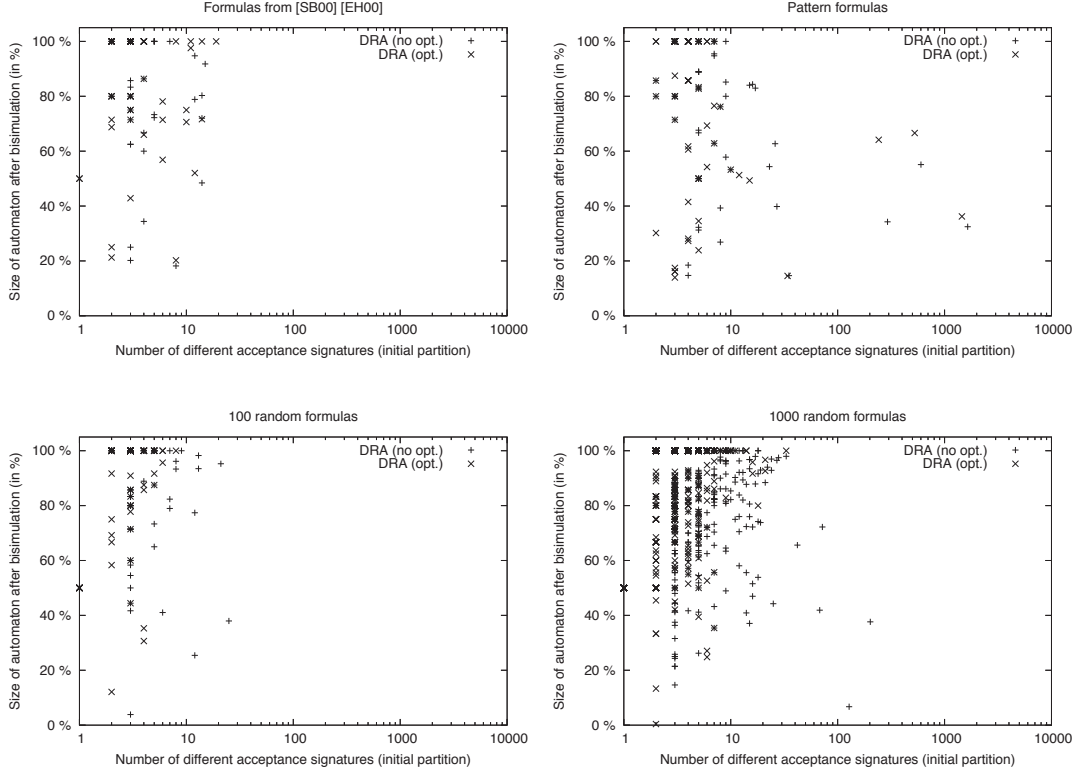 Formulas from [SB00] [EH00]
Size of automaton after bisimulation (in %)
100 %
80 %
60 %
40 %
20 %
0 %
DRA (no opt.)
DRA (opt.)
1
10
100
1000
10000
Number of different acceptance signatures (initial partition)
Pattern formulas
Size of automaton after bisimulation (in %)
100 %
80 %
60 %
40 %
20 %
0 %
DRA (no opt.)
DRA (opt.)
1
10
100
1000
10000
Number of different acceptance signatures (initial partition)
100 random formulas
Size of automaton after bisimulation (in %)
100 %
80 %
60 %
40 %
20 %
0 %
DRA (no opt.)
DRA (opt.)
1
10
100
1000
10000
Number of different acceptance signatures (initial partition)
1000 random formulas
Size of automaton after bisimulation (in %)
100 %
80 %
60 %
40 %
20 %
0 %
DRA (no opt.)
DRA (opt.)
1
10
100
1000
10000
Number of different acceptance signatures (initial partition)